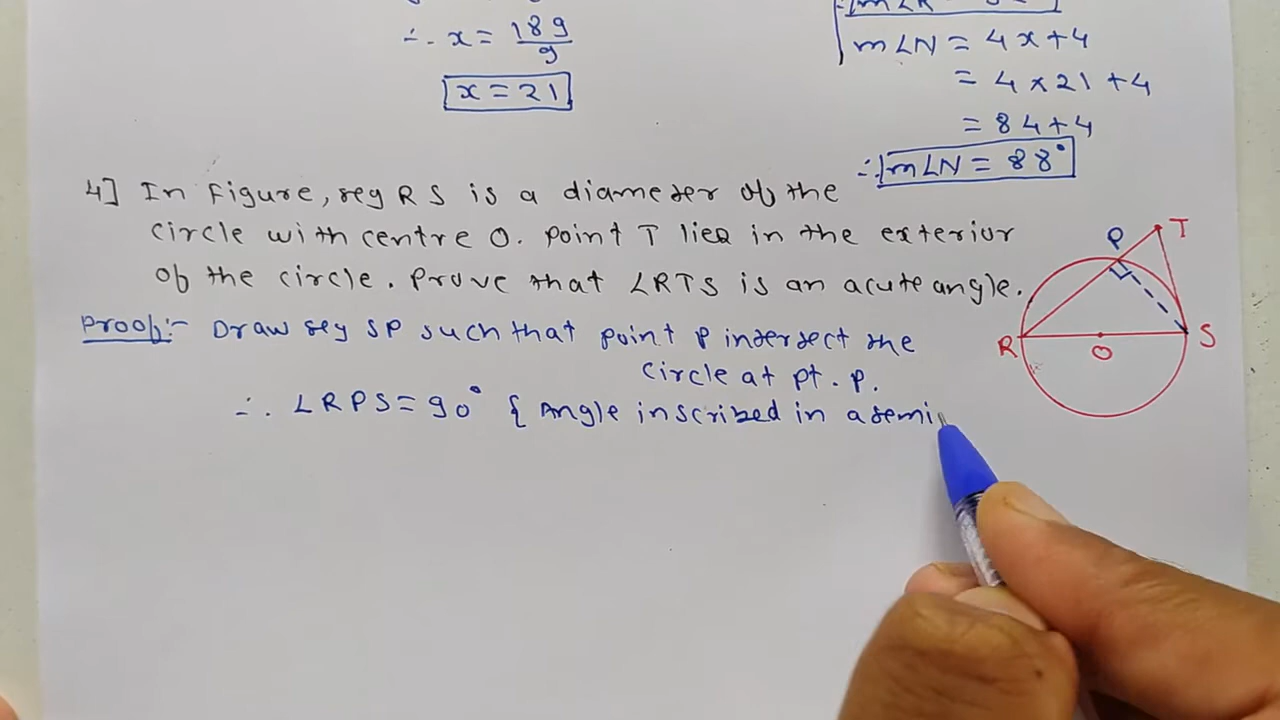 ∴ x = 189/9
x = 21
m∠N = 4x+4
= 4×21+4
= 84+4
∴ m∠N = 88°
4] In Figure, seg RS is a diameter of the
circle with centre O. Point T lies in the exterior
of the circle. Prove that ∠RTS is an acute angle.
Proof:- Draw seg SP such that point P intersect the
circle at pt. P.
∴ ∠RPS = 90° { Angle inscribed in a semi
P T
R O S